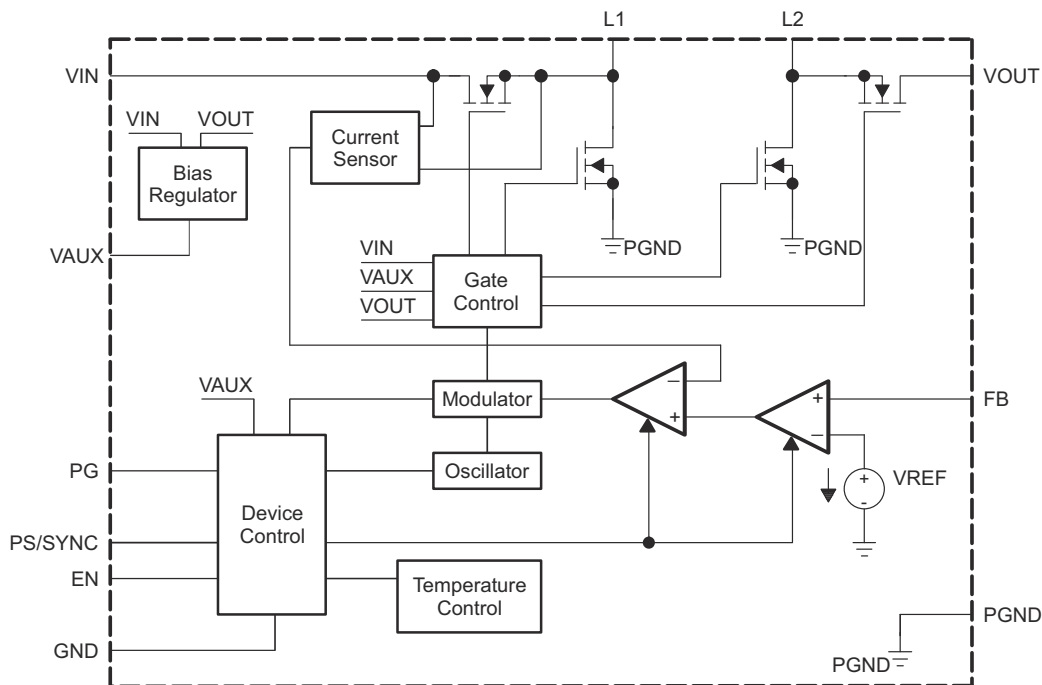 L1
L2
VIN
VOUT
VIN
VOUT
Current
Sensor
Bias
Regulator
VAUX
PGND
PGND
VIN
VAUX
VOUT
Gate
Control
VAUX
Modulator
−
+
+
−
FB
PG
Oscillator
+
-
VREF
Device
Control
PS/SYNC
EN
Temperature
Control
GND
PGND
PGND